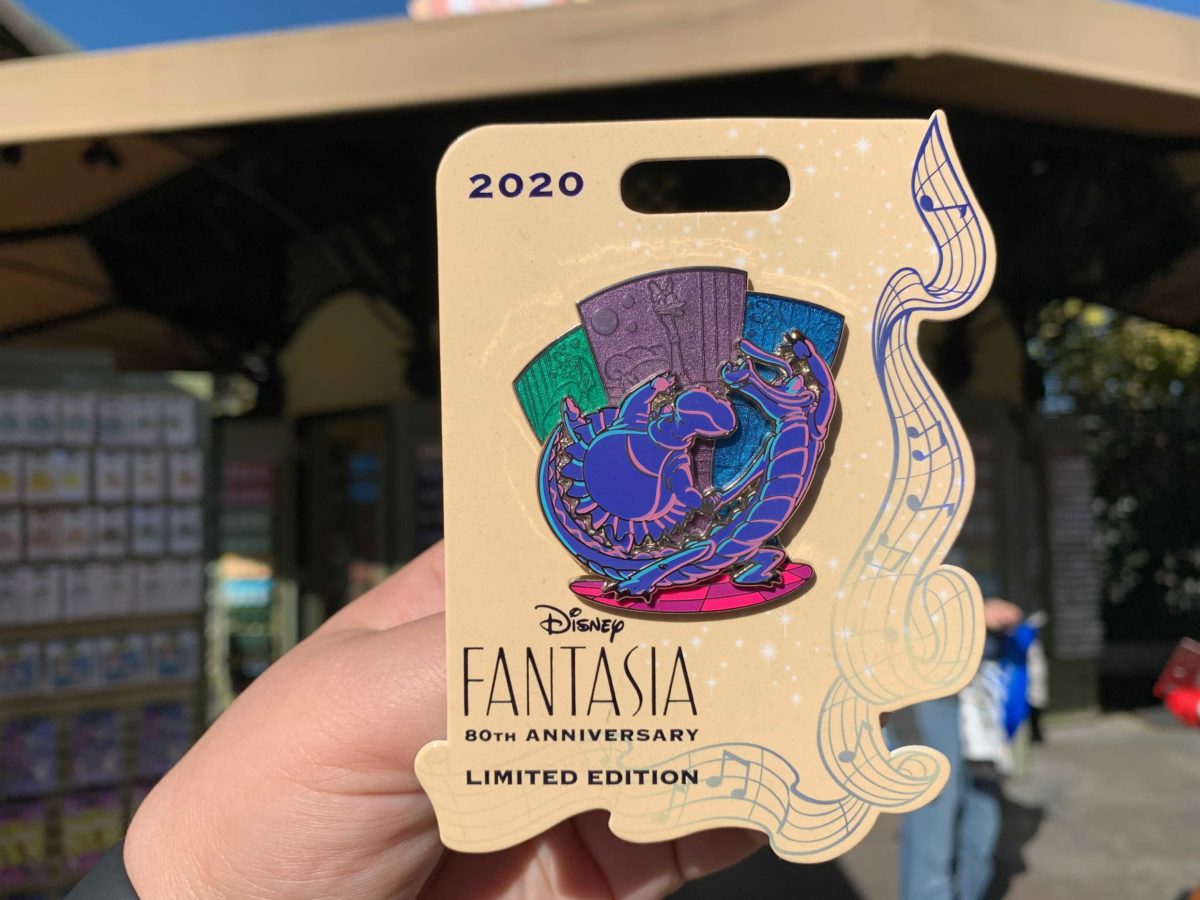 2020
Disney
FANTASIA
80TH ANNIVERSARY
LIMITED EDITION